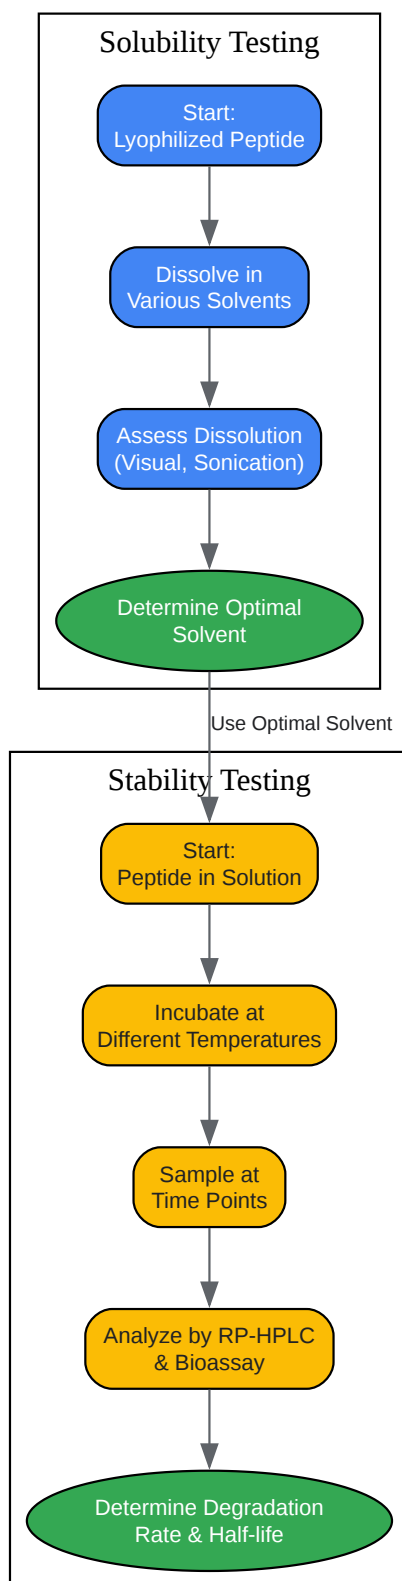 Solubility Testing
Start:
Lyophilized Peptide
Dissolve in
Various Solvents
Assess Dissolution
(Visual, Sonication)
Determine Optimal
Solvent
Use Optimal Solvent
Stability Testing
Start:
Peptide in Solution
Incubate at
Different Temperatures
Sample at
Time Points
Analyze by RP-HPLC
& Bioassay
Determine Degradation
Rate & Half-life